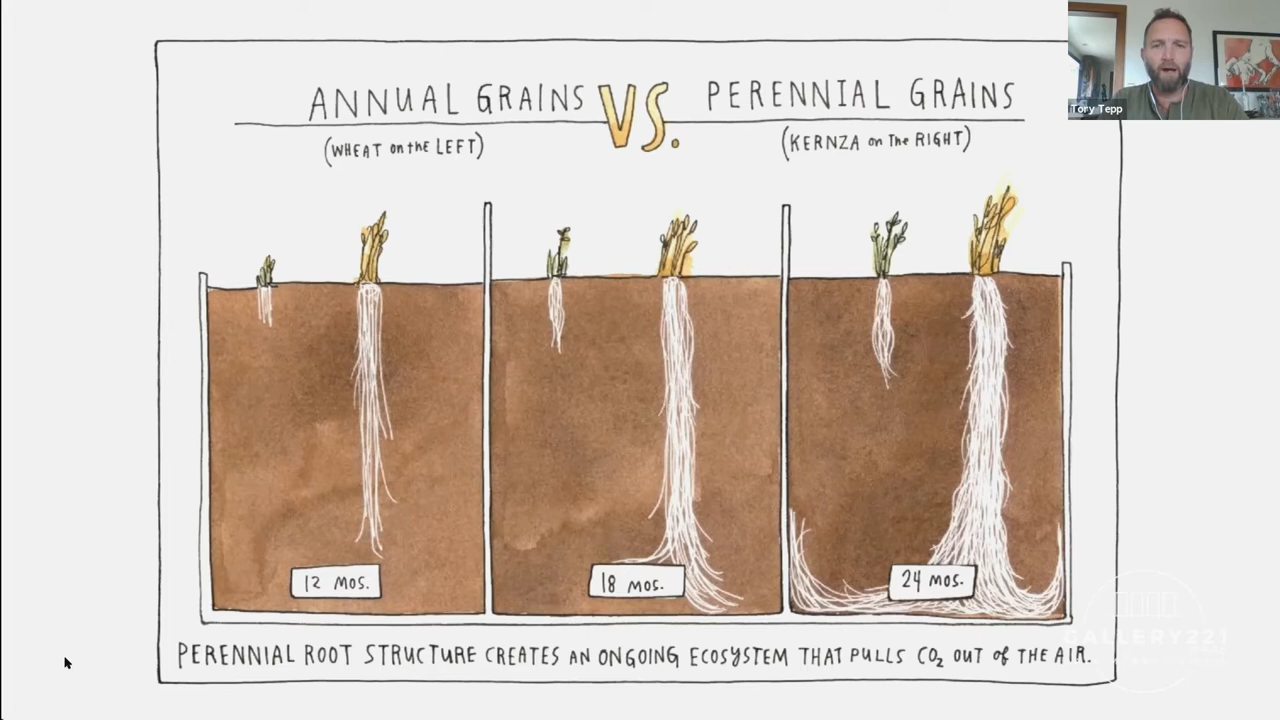 ANNUAL GRAINS VS. PERENNIAL GRAINS
(WHEAT on the LEFT)
(KERNZA on The RIGHT)
Tory Tepp
12 MOS.
18 MOS.
24 MOS.
PERENNIAL ROOT STRUCTURE CREATES AN ONGOING ECOSYSTEM THAT PULLS CO₂ OUT of THE AIR.
GALLERY221